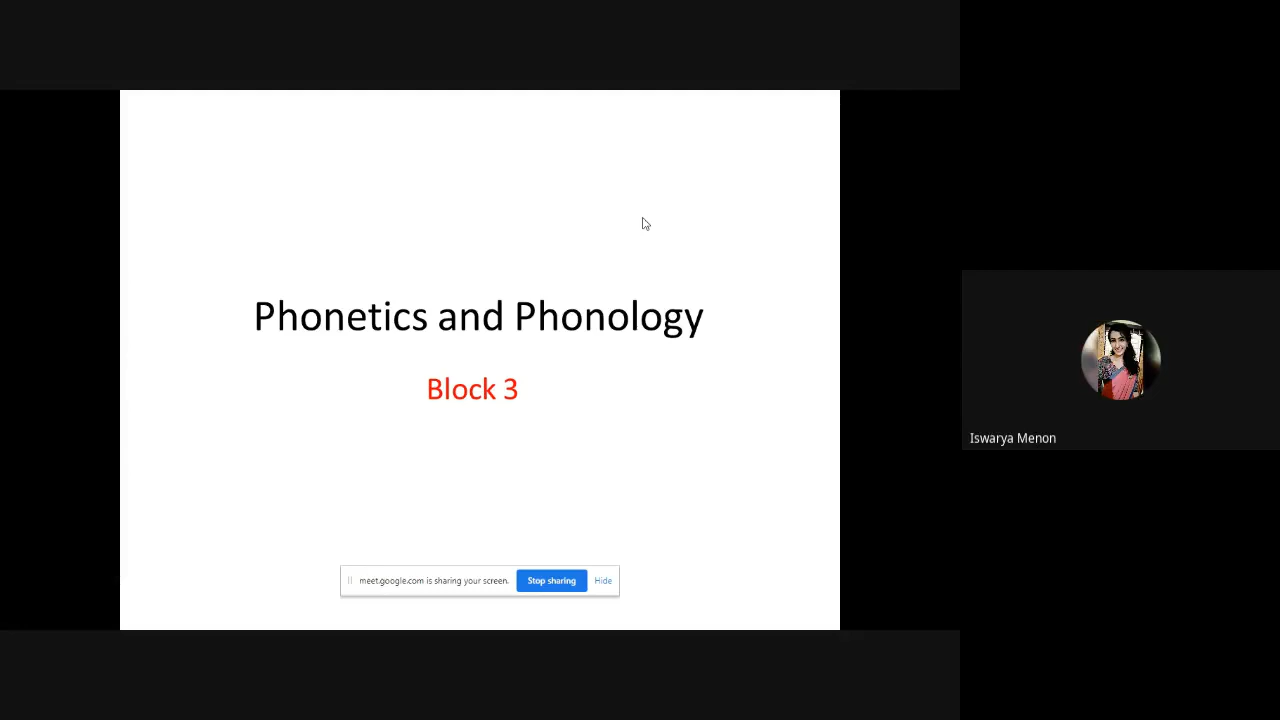 Phonetics and Phonology
Block 3
meet.google.com is sharing your screen. Stop sharing Hide
Iswarya Menon